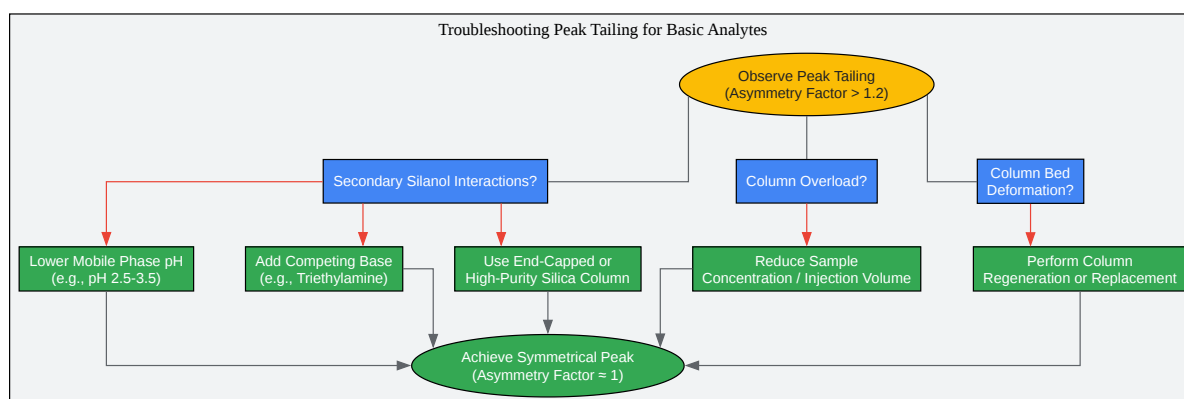 Troubleshooting Peak Tailing for Basic Analytes
Observe Peak Tailing
(Asymmetry Factor > 1.2)
Secondary Silanol Interactions?
Column Overload?
Column Bed
Deformation?
Lower Mobile Phase pH
(e.g., pH 2.5-3.5)
Add Competing Base
(e.g., Triethylamine)
Use End-Capped or
High-Purity Silica Column
Reduce Sample
Concentration / Injection Volume
Perform Column
Regeneration or Replacement
Achieve Symmetrical Peak
(Asymmetry Factor ≈ 1)